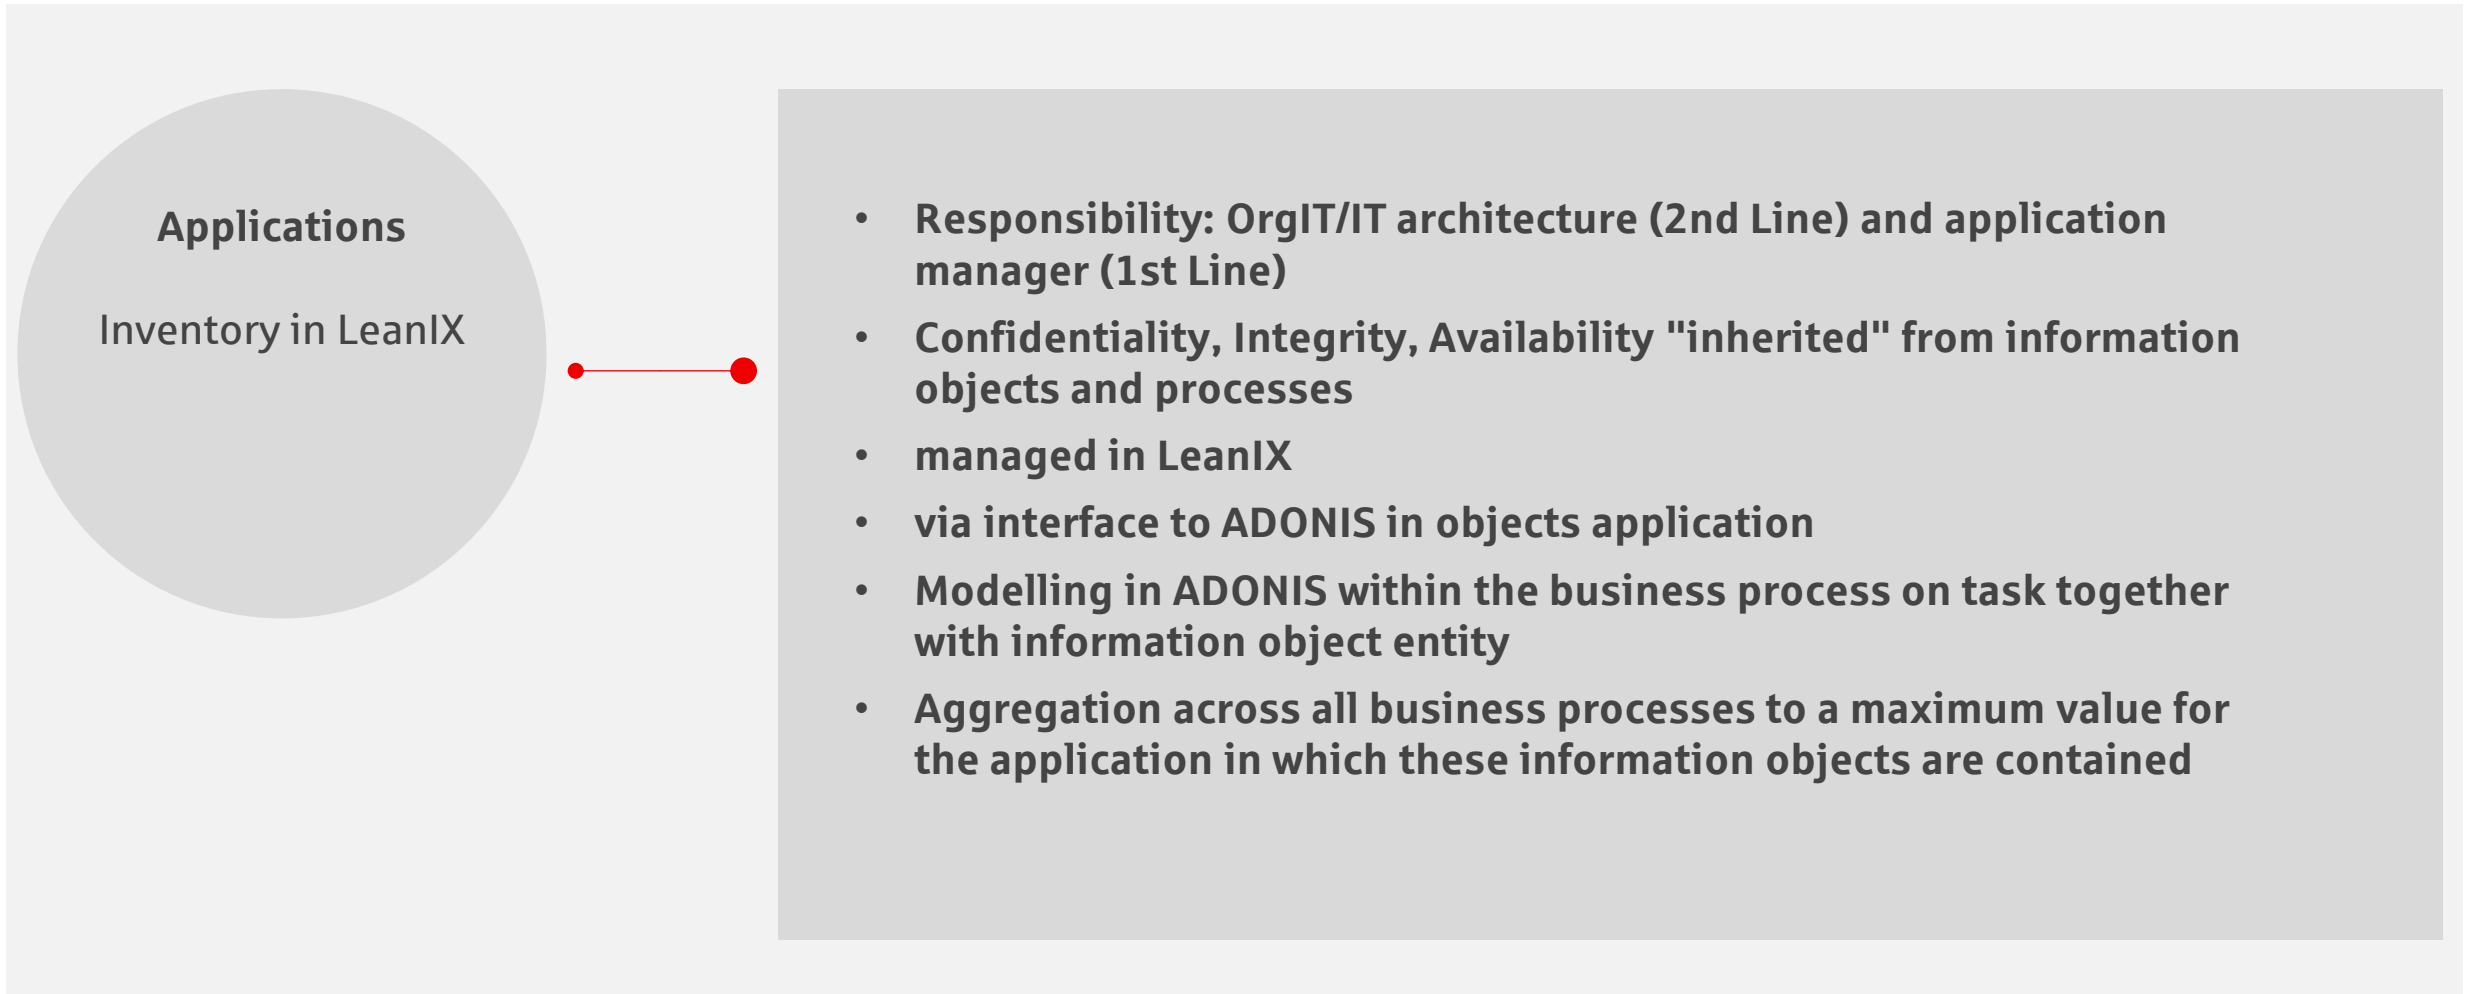 Applications
Inventory in LeanIX
• Responsibility: OrgIT/IT architecture (2nd Line) and application
manager (1st Line)
• Confidentiality, Integrity, Availability "inherited" from information
objects and processes
• managed in LeanIX
• via interface to ADONIS in objects application
• Modelling in ADONIS within the business process on task together
with information object entity
• Aggregation across all business processes to a maximum value for
the application in which these information objects are contained